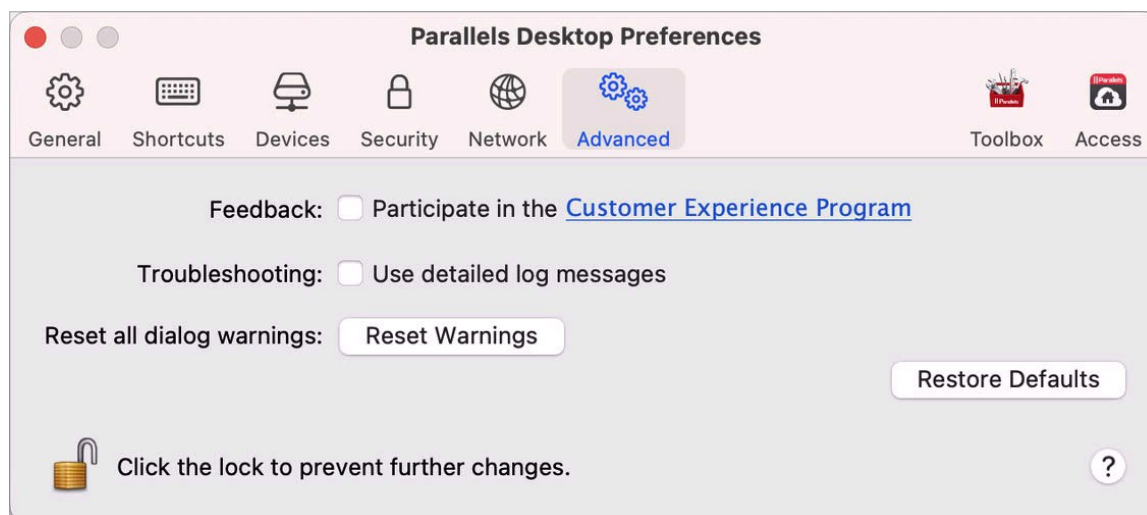 Parallels Desktop Preferences
General Shortcuts Devices Security Network Advanced Toolbox Access
Feedback: Participate in the Customer Experience Program
Troubleshooting: Use detailed log messages
Reset all dialog warnings: Reset Warnings
Restore Defaults
Click the lock to prevent further changes. ?